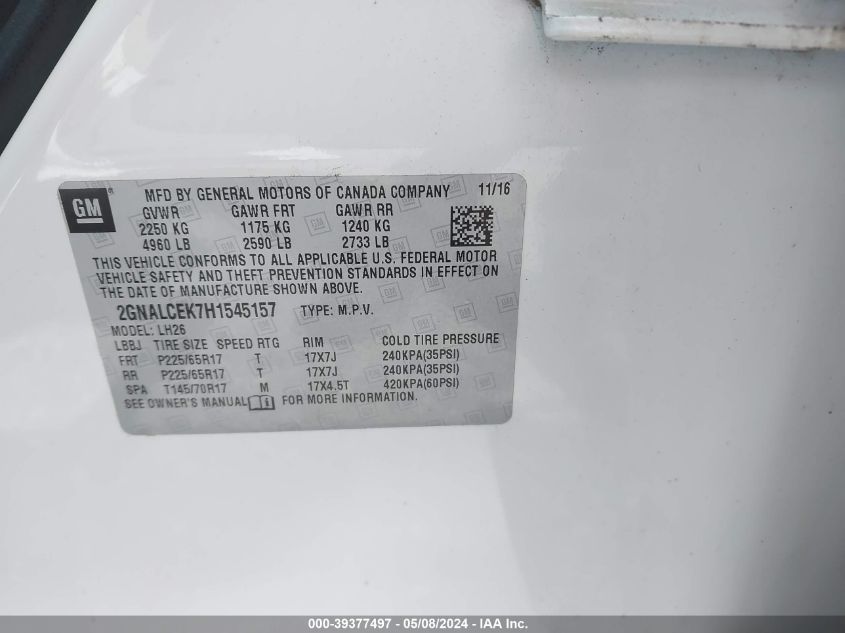 GM ®
MFD BY GENERAL MOTORS OF CANADA COMPANY 11/16
GVWR GAWR FRT GAWR RR
2250 KG 1175 KG 1240 KG
4960 LB 2590 LB 2733 LB
THIS VEHICLE CONFORMS TO ALL APPLICABLE U.S. FEDERAL MOTOR
VEHICLE SAFETY AND THEFT PREVENTION STANDARDS IN EFFECT ON
THE DATE OF MANUFACTURE SHOWN ABOVE.
2GNALCEK7H1545157 TYPE: M.P.V.
MODEL: LH26
LBBJ TIRE SIZE SPEED RTG RIM COLD TIRE PRESSURE
FRT P225/65R17 T 17X7J 240KPA(35PSI)
RR P225/65R17 T 17X7J 240KPA(35PSI)
SPA T145/70R17 M 17X4.5T 420KPA(60PSI)
SEE OWNER'S MANUAL FOR MORE INFORMATION.
000-39377497 - 05/08/2024 - IAA Inc.